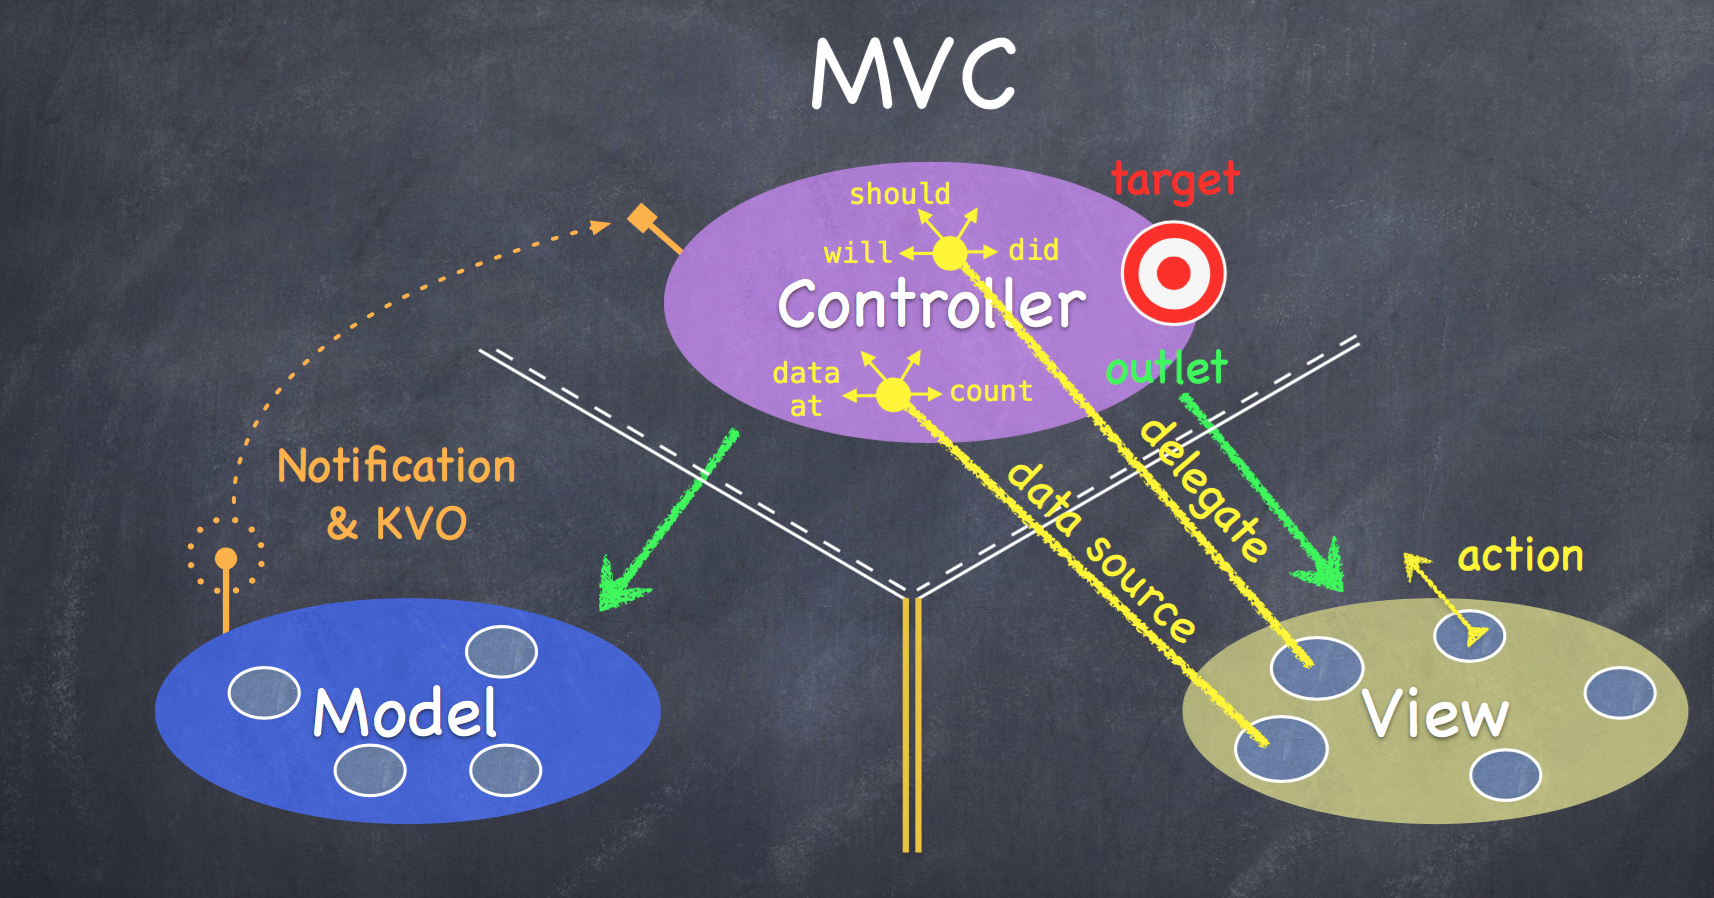 MVC
should
target
will
did
Controller
data
at
count
outlet
delegate
data source
Notification
& KVO
action
Model
View